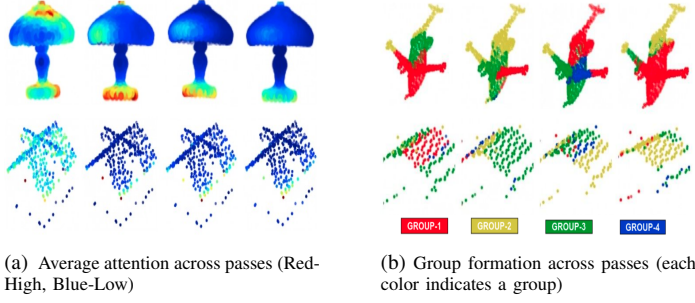 GROUP-1 GROUP-2 GROUP-3 GROUP-4
(a) Average attention across passes (Red-
High, Blue-Low)
(b) Group formation across passes (each
color indicates a group)